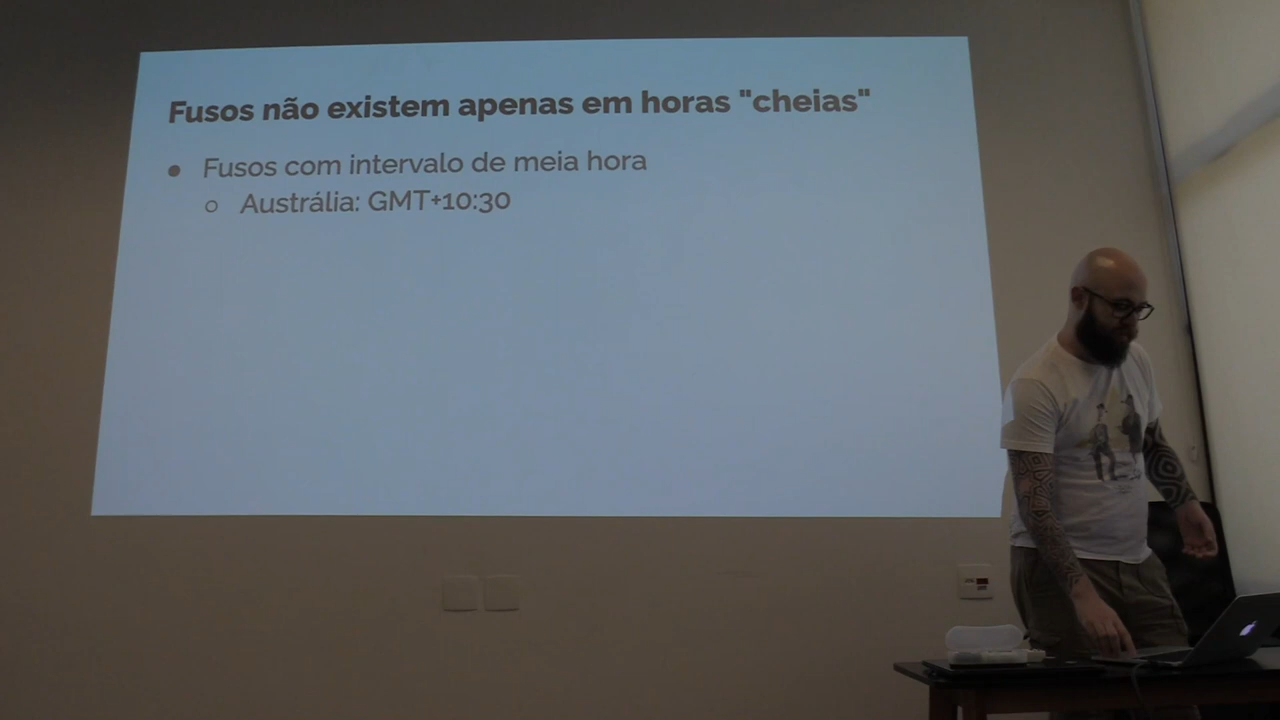 Fusos não existem apenas em horas "cheias"
Fusos com intervalo de meia hora
Austrália: GMT+10:30